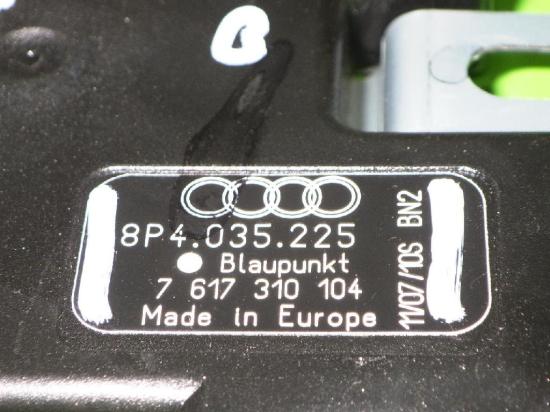 B
8P4.035.225
Blaupunkt
7 617 310 104
Made in Europe
11/07/10S BN2